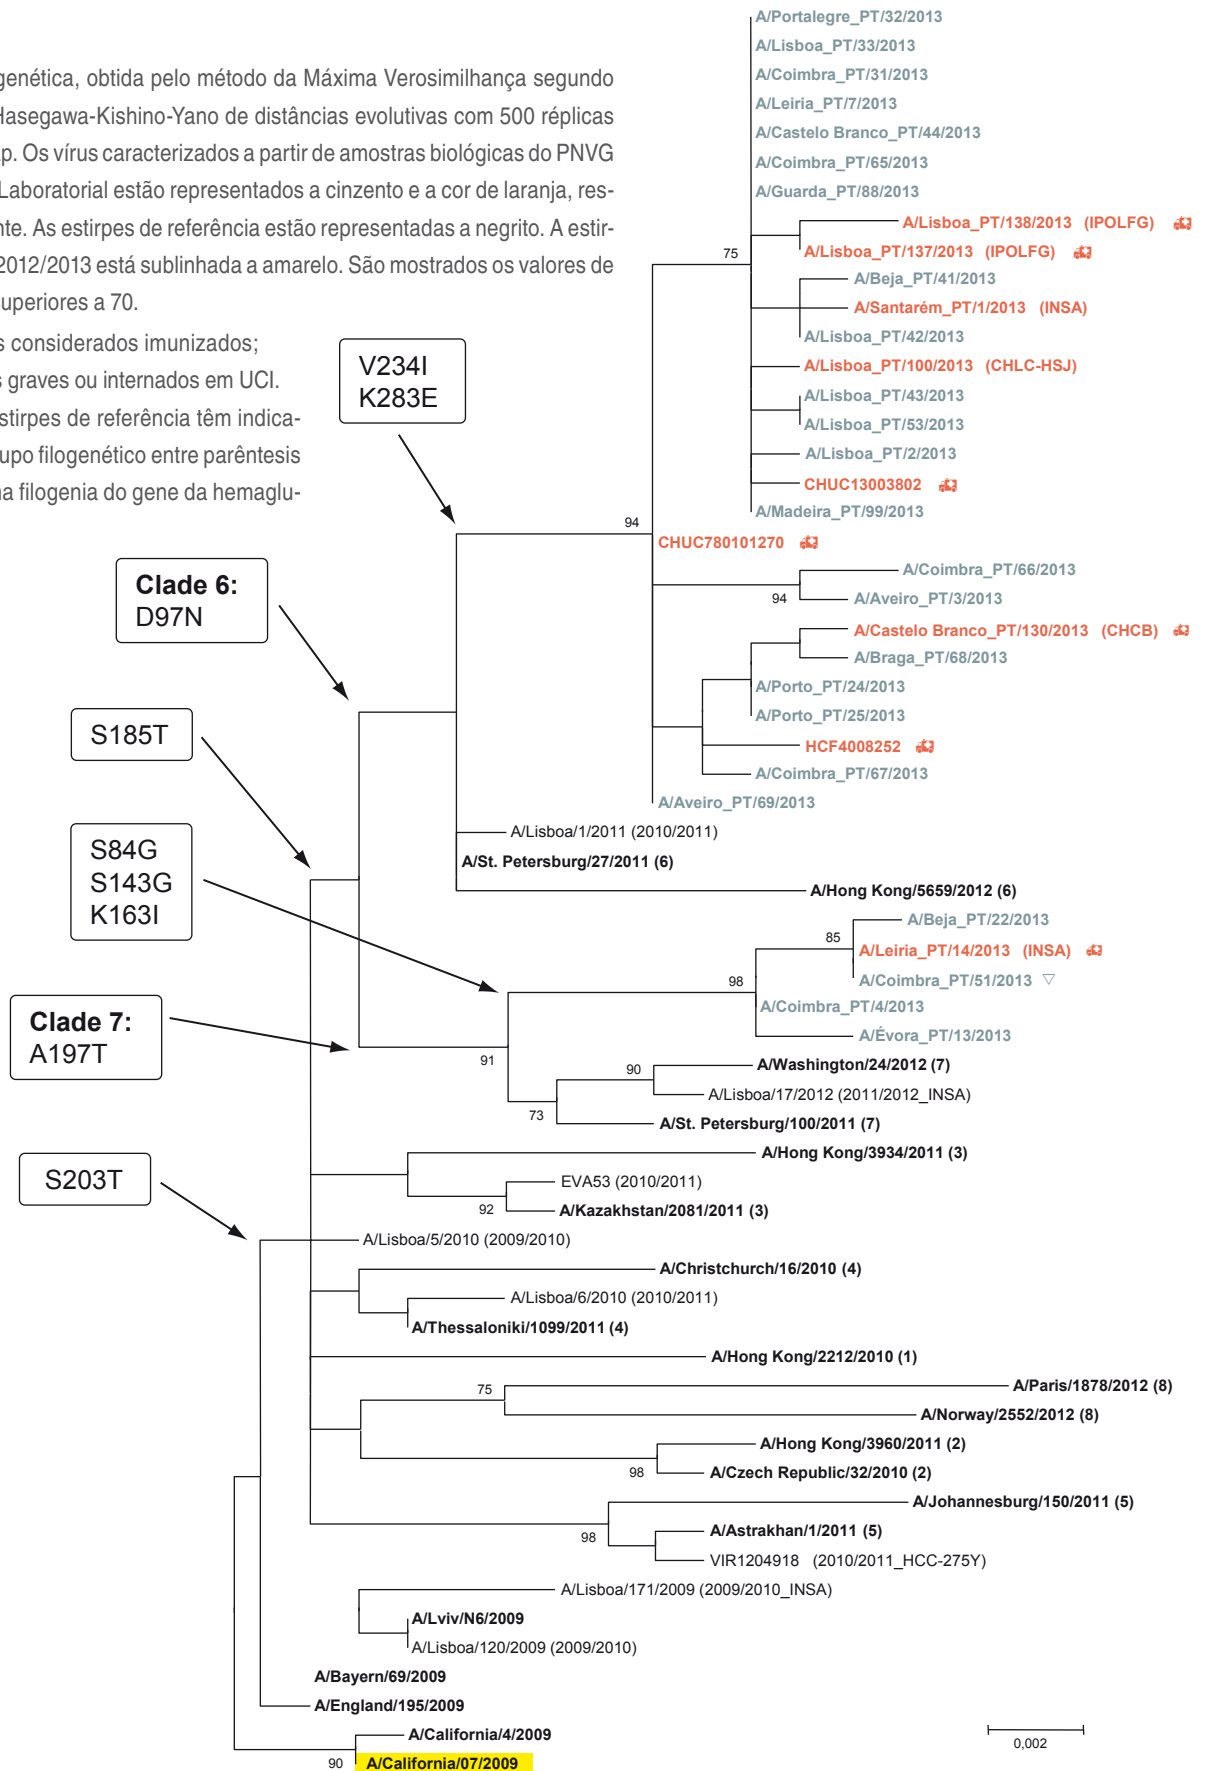 genética, obtida pelo método da Máxima Verosimilhança segundo
Hasegawa-Kishino-Yano de distâncias evolutivas com 500 réplicas
p. Os vírus caracterizados a partir de amostras biológicas do PNVG
Laboratorial estão representados a cinzento e a cor de laranja, res-
nte. As estirpes de referência estão representadas a negrito. A estir-
2012/2013 está sublinhada a amarelo. São mostrados os valores de
superiores a 70.
s considerados imunizados;
s graves ou internados em UCI.
stirpes de referência têm indica-
upo filogenético entre parêntesis
na filogenia do gene da hemaglu-
A/Portalegre_PT/32/2013
A/Lisboa_PT/33/2013
A/Coimbra_PT/31/2013
A/Leiria_PT/7/2013
A/Castelo Branco_PT/44/2013
A/Coimbra_PT/65/2013
A/Guarda_PT/88/2013
A/Lisboa_PT/138/2013 (IPOLFG)
75
A/Lisboa_PT/137/2013 (IPOLFG)
A/Beja_PT/41/2013
A/Santarém_PT/1/2013 (INSA)
A/Lisboa_PT/42/2013
V234I
K283E
A/Lisboa_PT/100/2013 (CHLC-HSJ)
A/Lisboa_PT/43/2013
A/Lisboa_PT/53/2013
A/Lisboa_PT/2/2013
CHUC13003802
A/Madeira_PT/99/2013
94
CHUC780101270
A/Coimbra_PT/66/2013
94
A/Aveiro_PT/3/2013
Clade 6:
D97N
A/Castelo Branco_PT/130/2013 (CHCB)
A/Braga_PT/68/2013
A/Porto_PT/24/2013
A/Porto_PT/25/2013
S185T
HCF4008252
A/Coimbra_PT/67/2013
A/Aveiro_PT/69/2013
A/Lisboa/1/2011 (2010/2011)
A/St. Petersburg/27/2011 (6)
S84G
S143G
K163I
A/Hong Kong/5659/2012 (6)
A/Beja_PT/22/2013
85
A/Leiria_PT/14/2013 (INSA)
98
A/Coimbra_PT/51/2013 ▽
A/Coimbra_PT/4/2013
Clade 7:
A197T
A/Évora_PT/13/2013
91
A/Washington/24/2012 (7)
90
A/Lisboa/17/2012 (2011/2012_INSA)
73
A/St. Petersburg/100/2011 (7)
A/Hong Kong/3934/2011 (3)
S203T
EVA53 (2010/2011)
92
A/Kazakhstan/2081/2011 (3)
A/Lisboa/5/2010 (2009/2010)
A/Christchurch/16/2010 (4)
A/Lisboa/6/2010 (2010/2011)
A/Thessaloniki/1099/2011 (4)
A/Hong Kong/2212/2010 (1)
75
A/Paris/1878/2012 (8)
A/Norway/2552/2012 (8)
A/Hong Kong/3960/2011 (2)
98
A/Czech Republic/32/2010 (2)
A/Johannesburg/150/2011 (5)
98
A/Astrakhan/1/2011 (5)
VIR1204918 (2010/2011_HCC-275Y)
A/Lisboa/171/2009 (2009/2010_INSA)
A/Lviv/N6/2009
A/Lisboa/120/2009 (2009/2010)
A/Bayern/69/2009
A/England/195/2009
A/California/4/2009
90
A/California/07/2009
0,002